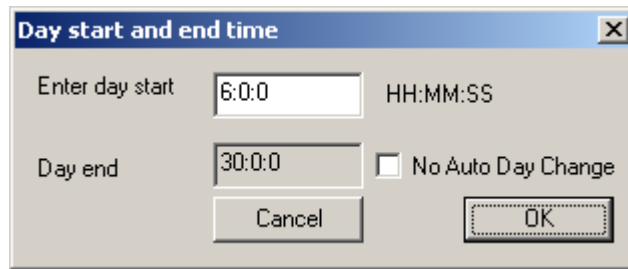 Day start and end time
Enter day start 6:0:0 HH:MM:SS
Day end 30:0:0 No Auto Day Change
Cancel OK